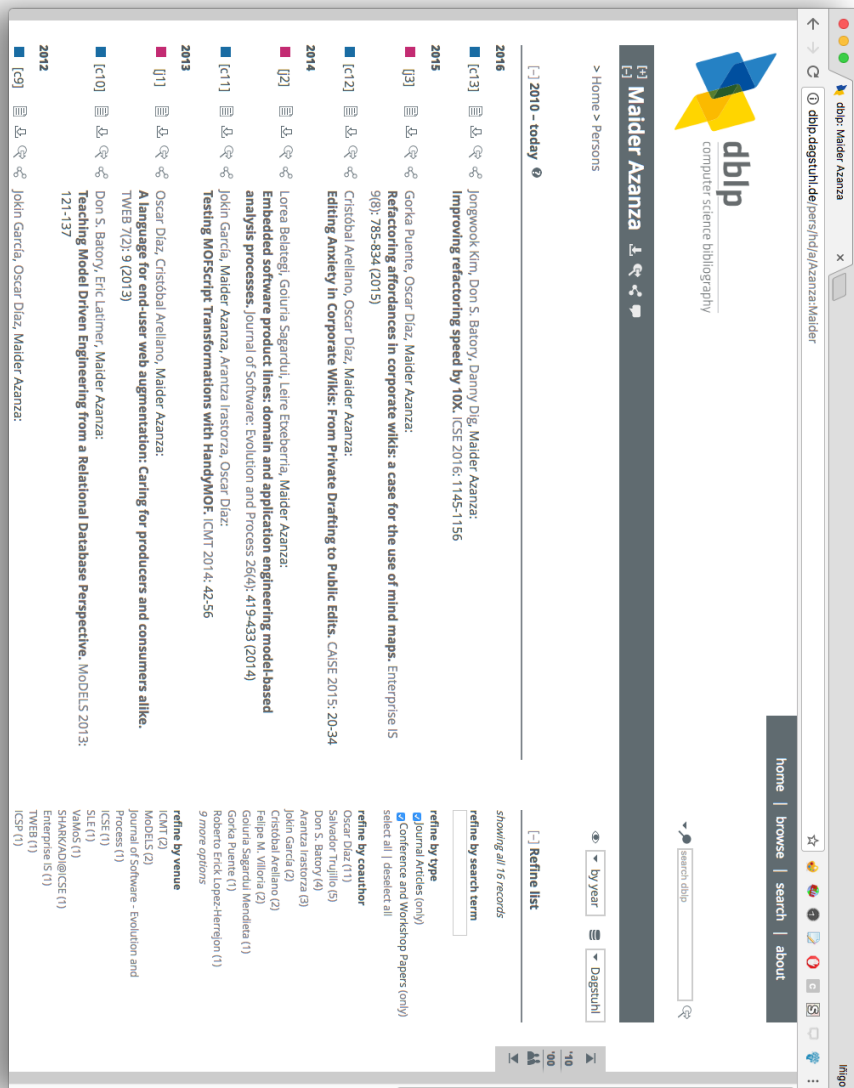 dblp: Maider Azanza
Iñigo
dblp.dagstuhl.de/pers/hd/a/Azanza:Maider
home | browse | search | about
dblp
computer science bibliography
search dblp
[+] [-] Maider Azanza
> Home > Persons
by year
Dagstuhl
[-] 2010 – today
'10
'00
2016
[c13] Jongwook Kim, Don S. Batory, Danny Dig, Maider Azanza:
Improving refactoring speed by 10X. ICSE 2016: 1145-1156
2015
[j3] Gorka Puente, Oscar Díaz, Maider Azanza:
Refactoring affordances in corporate wikis: a case for the use of mind maps. Enterprise IS
9(8): 785-834 (2015)
[c12] Cristóbal Arellano, Oscar Díaz, Maider Azanza:
Editing Anxiety in Corporate Wikis: From Private Drafting to Public Edits. CAiSE 2015: 20-34
2014
[j2] Lorea Belategi, Goiuria Sagardui, Leire Etxeberria, Maider Azanza:
Embedded software product lines: domain and application engineering model-based
analysis processes. Journal of Software: Evolution and Process 26(4): 419-433 (2014)
[c11] Jokin García, Maider Azanza, Arantza Irastorza, Oscar Díaz:
Testing MOFScript Transformations with HandyMOF. ICMT 2014: 42-56
2013
[j1] Oscar Díaz, Cristóbal Arellano, Maider Azanza:
A language for end-user web augmentation: Caring for producers and consumers alike.
TWEB 7(2): 9 (2013)
[c10] Don S. Batory, Eric Latimer, Maider Azanza:
Teaching Model Driven Engineering from a Relational Database Perspective. MoDELS 2013:
121-137
2012
[c9] Jokin García, Oscar Díaz, Maider Azanza:
[-] Refine list
showing all 16 records
refine by search term
refine by type
Journal Articles (only)
Conference and Workshop Papers (only)
select all | deselect all
refine by coauthor
Oscar Díaz (11)
Salvador Trujillo (5)
Don S. Batory (4)
Arantza Irastorza (3)
Jokin García (2)
Cristóbal Arellano (2)
Felipe M. Villoria (2)
Goiuria Sagardui Mendieta (1)
Gorka Puente (1)
Roberto Erick Lopez-Herrejon (1)
9 more options
refine by venue
ICMT (2)
MoDELS (2)
Journal of Software - Evolution and
Process (1)
ICSE (1)
SLE (1)
VaMoS (1)
SHARK/ADI@ICSE (1)
Enterprise IS (1)
TWEB (1)
ICSP (1)